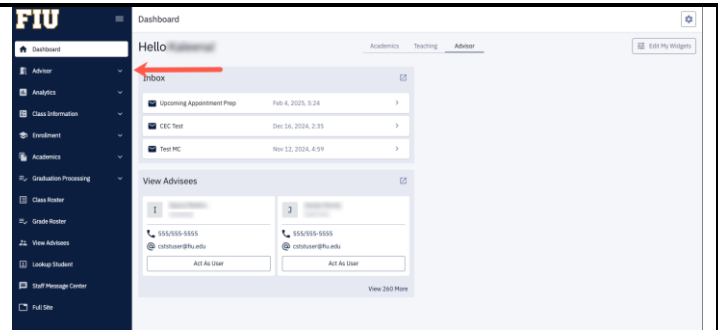 FIU
Dashboard
Dashboard
Advisor
Analytics
Class Information
Enrollment
Academics
Graduation Processing
Class Roster
Grade Roster
View Advisees
Lookup Student
Staff Message Center
Full Site
Hello
Academics Teaching Advisor
Edit My Widgets
Inbox
Upcoming Appointment Prep Feb 4, 2025, 5:24
CEC Test Dec 16, 2024, 2:35
Test MC Nov 12, 2024, 4:59
View Advisees
I
555/555-5555
cststuser@fiu.edu
Act As User
J
555/555-5555
cststuser@fiu.edu
Act As User
View 260 More